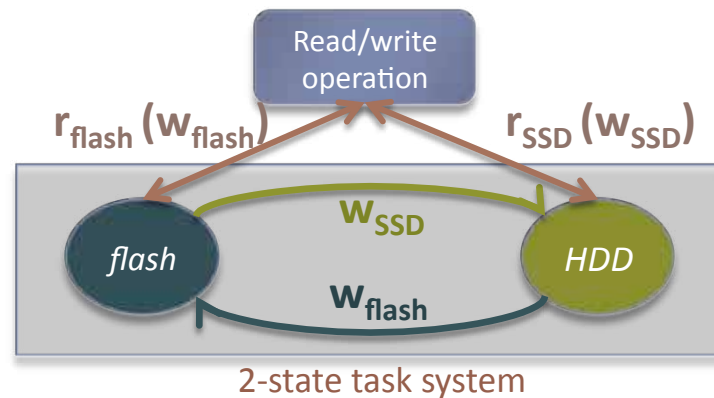 Read/write
operation
r_flash (w_flash)
r_SSD (w_SSD)
w_SSD
flash
HDD
w_flash
2-state task system